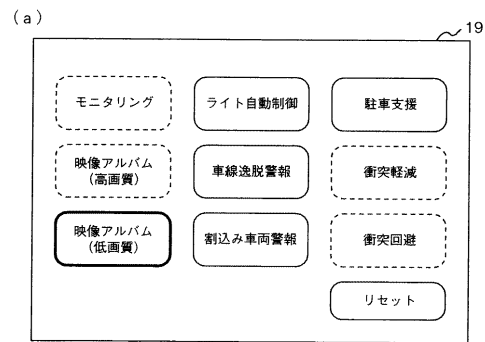 (a)
19
モニタリング
ライト自動制御
駐車支援
映像アルバム
(高画質)
車線逸脱警報
衝突軽減
映像アルバム
(低画質)
割込み車両警報
衝突回避
リセット